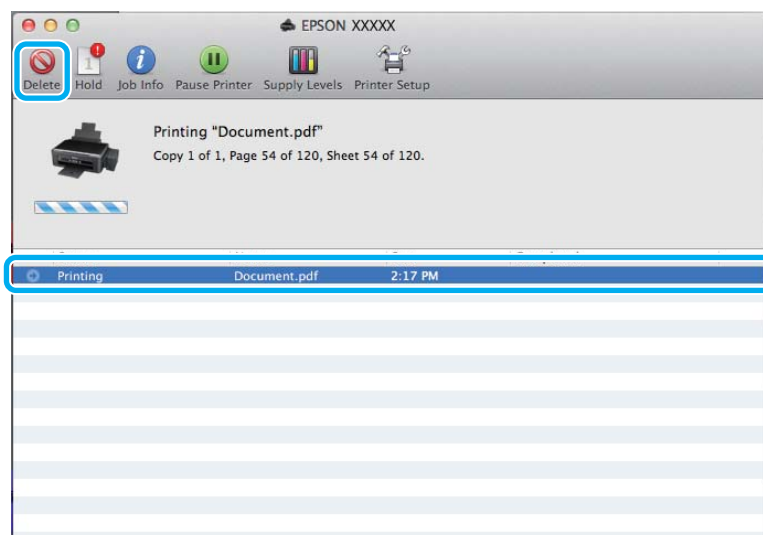 EPSON XXXXX
1
Delete Hold Job Info Pause Printer Supply Levels Printer Setup
Printing “Document.pdf”
Copy 1 of 1, Page 54 of 120, Sheet 54 of 120.
Printing Document.pdf 2:17 PM